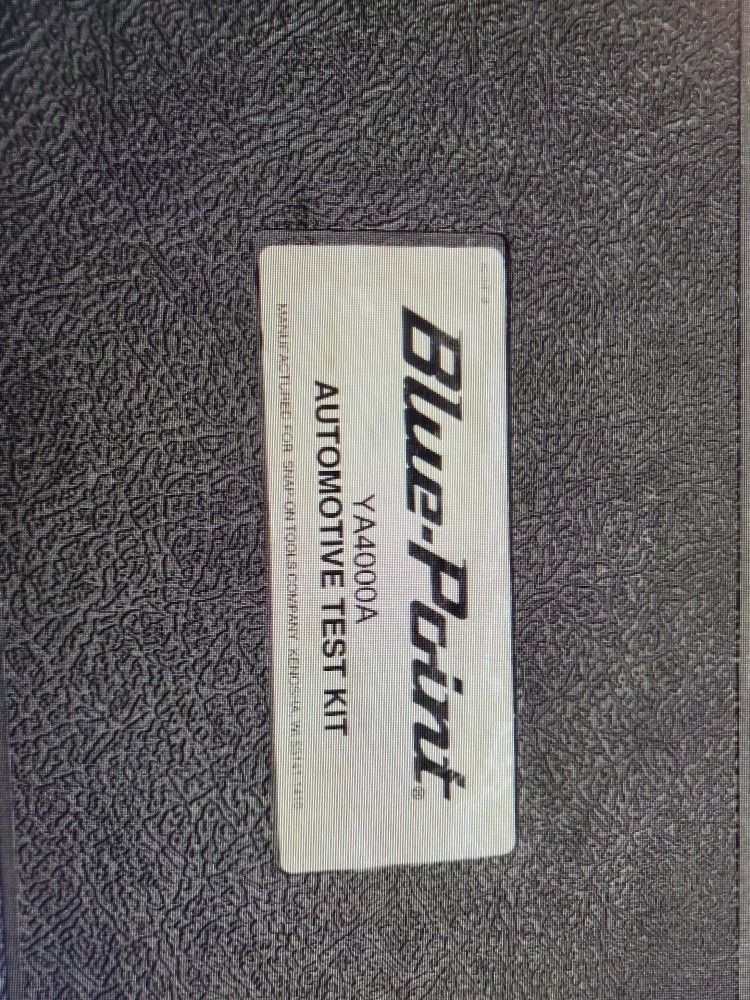 Blue-Point®
YA4000A
AUTOMOTIVE TEST KIT
MANUFACTURED FOR SNAP-ON TOOLS COMPANY, KENOSHA, WI